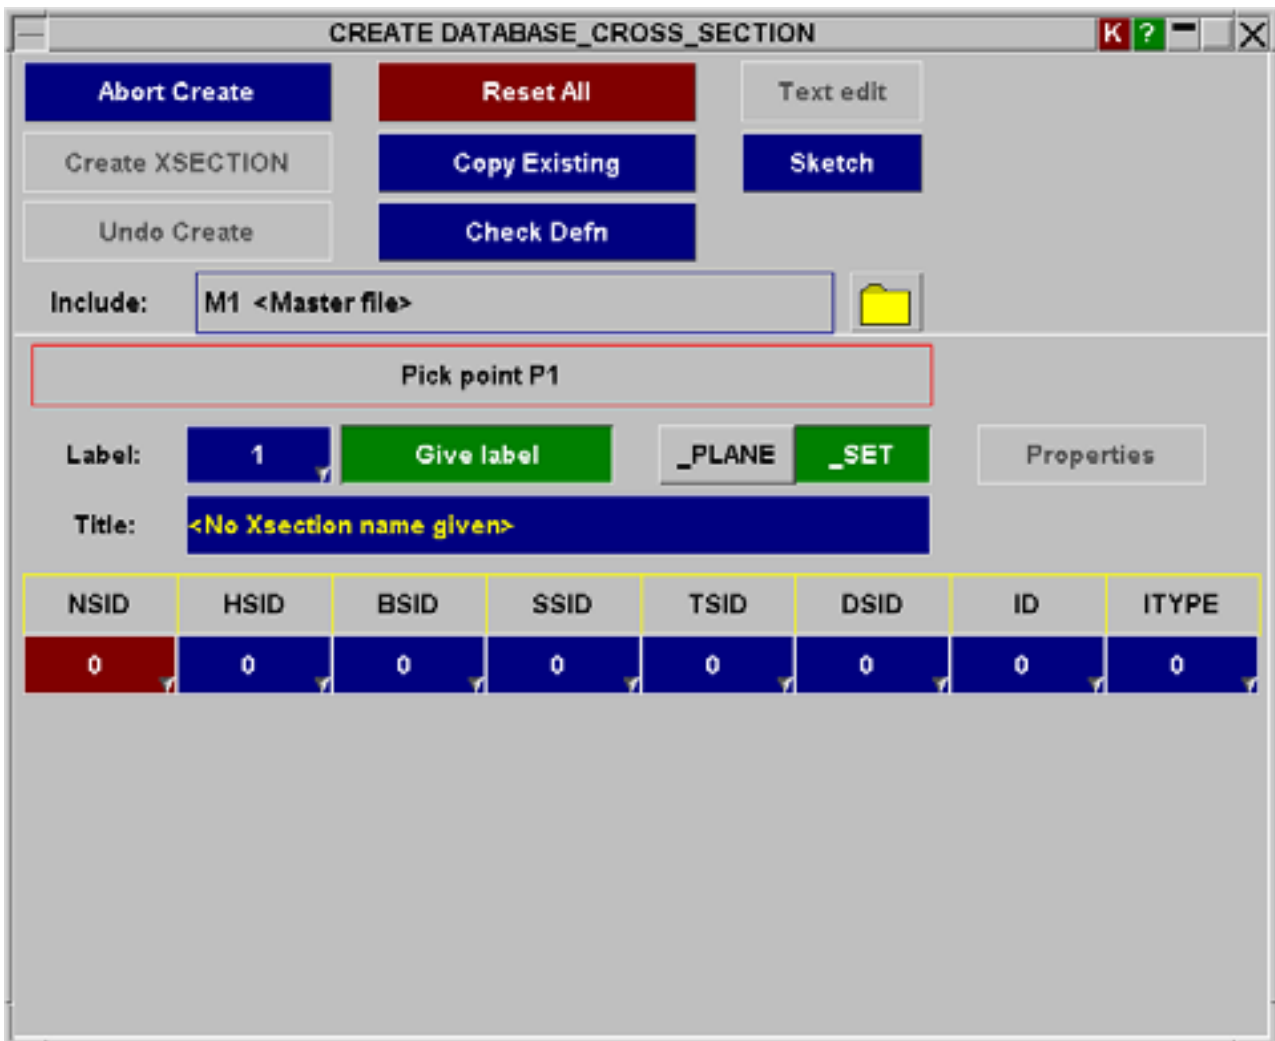 CREATE DATABASE_CROSS_SECTION K ?
Abort Create Reset All Text edit
Create XSECTION Copy Existing Sketch
Undo Create Check Defn
Include: M1 <Master file>
Pick point P1
Label: 1 Give label _PLANE _SET Properties
Title: <No Xsection name given>
NSID HSID BSID SSID TSID DSID ID ITYPE
0 0 0 0 0 0 0 0